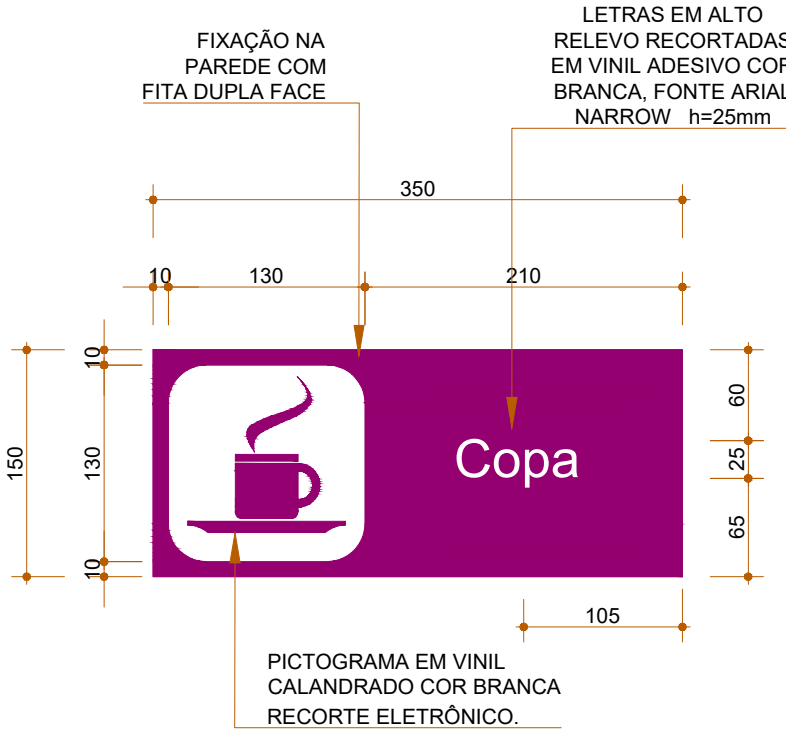 FIXAÇÃO NA
PAREDE COM
FITA DUPLA FACE
LETRAS EM ALTO
RELEVO RECORTADAS
EM VINIL ADESIVO COR
BRANCA, FONTE ARIAL
NARROW h=25mm
350
10
130
210
10
150
130
10
60
25
65
Copa
105
PICTOGRAMA EM VINIL
CALANDRADO COR BRANCA
RECORTE ELETRÔNICO.